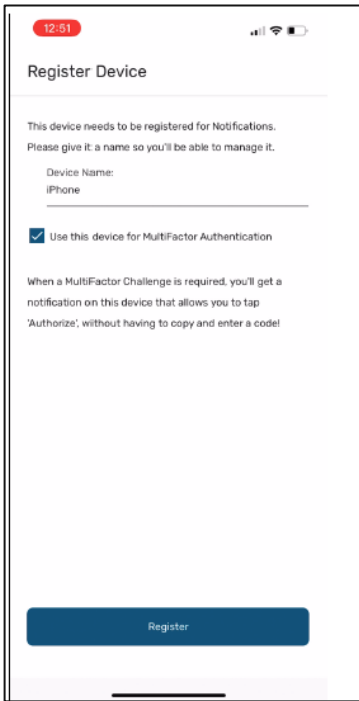 12:51
Register Device
This device needs to be registered for Notifications.
Please give it a name so you'll be able to manage it.
Device Name:
iPhone
Use this device for MultiFactor Authentication
When a MultiFactor Challenge is required, you'll get a
notification on this device that allows you to tap
'Authorize', without having to copy and enter a code!
Register